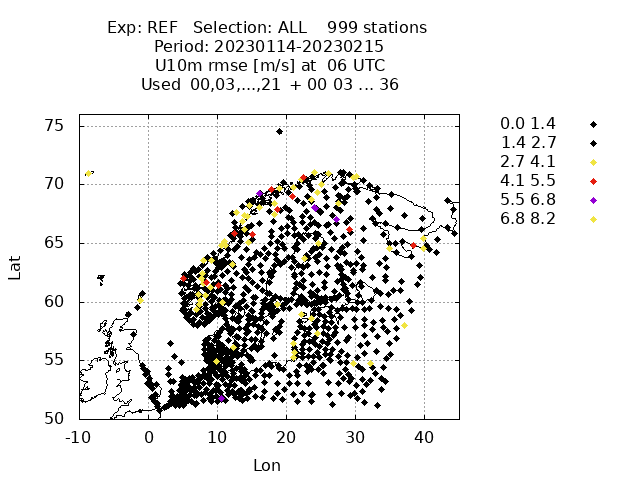 Exp: REF   Selection: ALL    999 stations
Period: 20230114-20230215
U10m rmse [m/s] at  06 UTC
Used  00,03,...,21  + 00 03 ... 36
75
70
65
60
55
50
Lat
-10 0 10 20 30 40
Lon
0.0 1.4
1.4 2.7
2.7 4.1
4.1 5.5
5.5 6.8
6.8 8.2